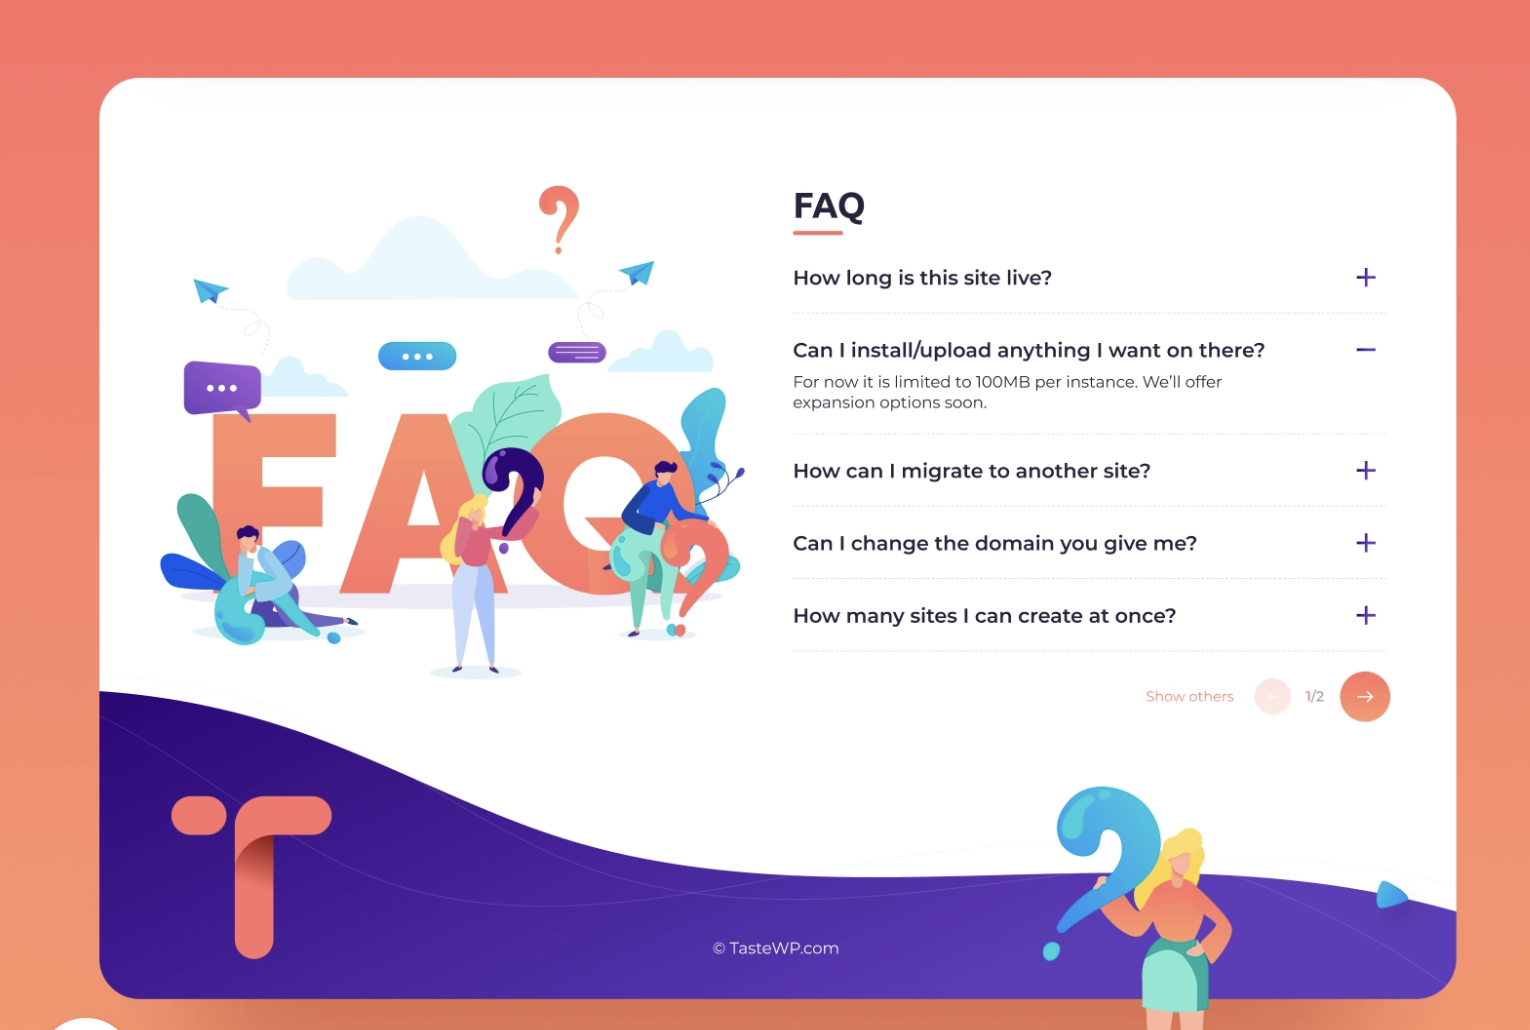 FAQ
FAQ
How long is this site live?
Can I install/upload anything I want on there?
For now it is limited to 100MB per instance. We'll offer
expansion options soon.
How can I migrate to another site?
Can I change the domain you give me?
How many sites I can create at once?
Show others
1/2
T
© TasteWP.com